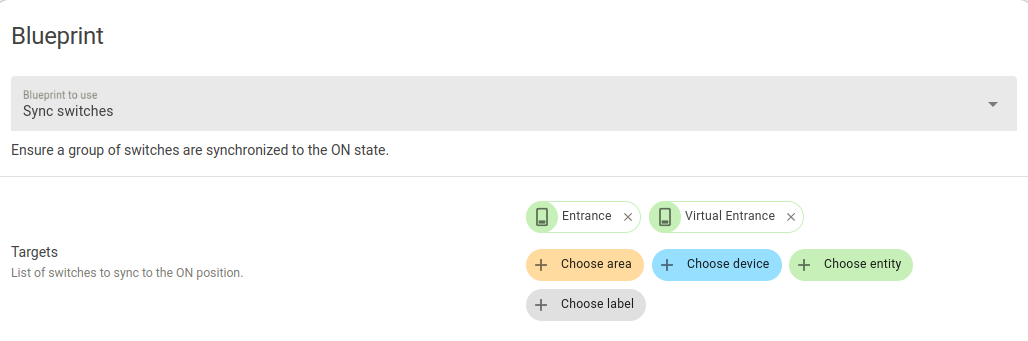 Blueprint
Blueprint to use
Sync switches
Ensure a group of switches are synchronized to the ON state.
Targets
List of switches to sync to the ON position.
Entrance
Virtual Entrance
Choose area
Choose device
Choose entity
Choose label